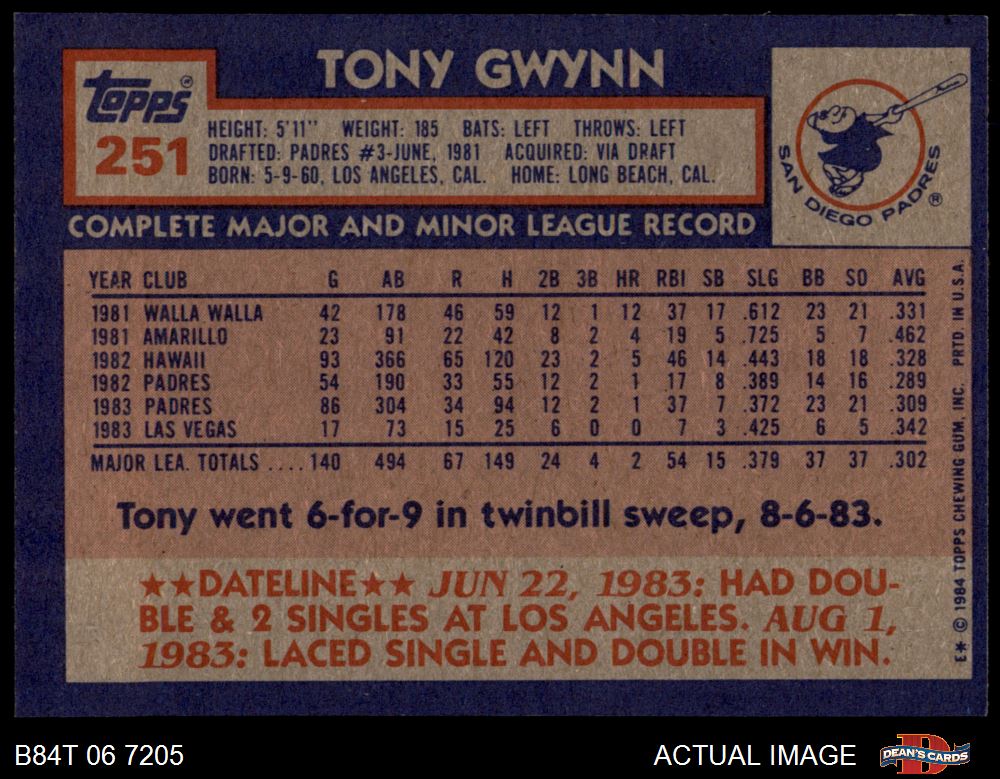 TONY GWYNN
Topps®
251
HEIGHT: 5'11" WEIGHT: 185 BATS: LEFT THROWS: LEFT
DRAFTED: PADRES #3-JUNE, 1981 ACQUIRED: VIA DRAFT
BORN: 5-9-60, LOS ANGELES, CAL. HOME: LONG BEACH, CAL.
SAN DIEGO PADRES ®
COMPLETE MAJOR AND MINOR LEAGUE RECORD
YEAR CLUB G AB R H 2B 3B HR RBI SB SLG BB SO AVG
1981 WALLA WALLA 42 178 46 59 12 1 12 37 17 .612 23 21 .331
1981 AMARILLO 23 91 22 42 8 2 4 19 5 .725 5 7 .462
1982 HAWAII 93 366 65 120 23 2 5 46 14 .443 18 18 .328
1982 PADRES 54 190 33 55 12 2 1 17 8 .389 14 16 .289
1983 PADRES 86 304 34 94 12 2 1 37 7 .372 23 21 .309
1983 LAS VEGAS 17 73 15 25 6 0 0 7 3 .425 6 5 .342
MAJOR LEA. TOTALS ....140 494 67 149 24 4 2 54 15 .379 37 37 .302
Tony went 6-for-9 in twinbill sweep, 8-6-83.
★★DATELINE★★ JUN 22, 1983: HAD DOU-
BLE & 2 SINGLES AT LOS ANGELES. AUG 1,
1983: LACED SINGLE AND DOUBLE IN WIN.
E* © 1984 TOPPS CHEWING GUM, INC. PRTD. IN U.S.A.
B84T 06 7205
ACTUAL IMAGE
DEAN'S CARDS